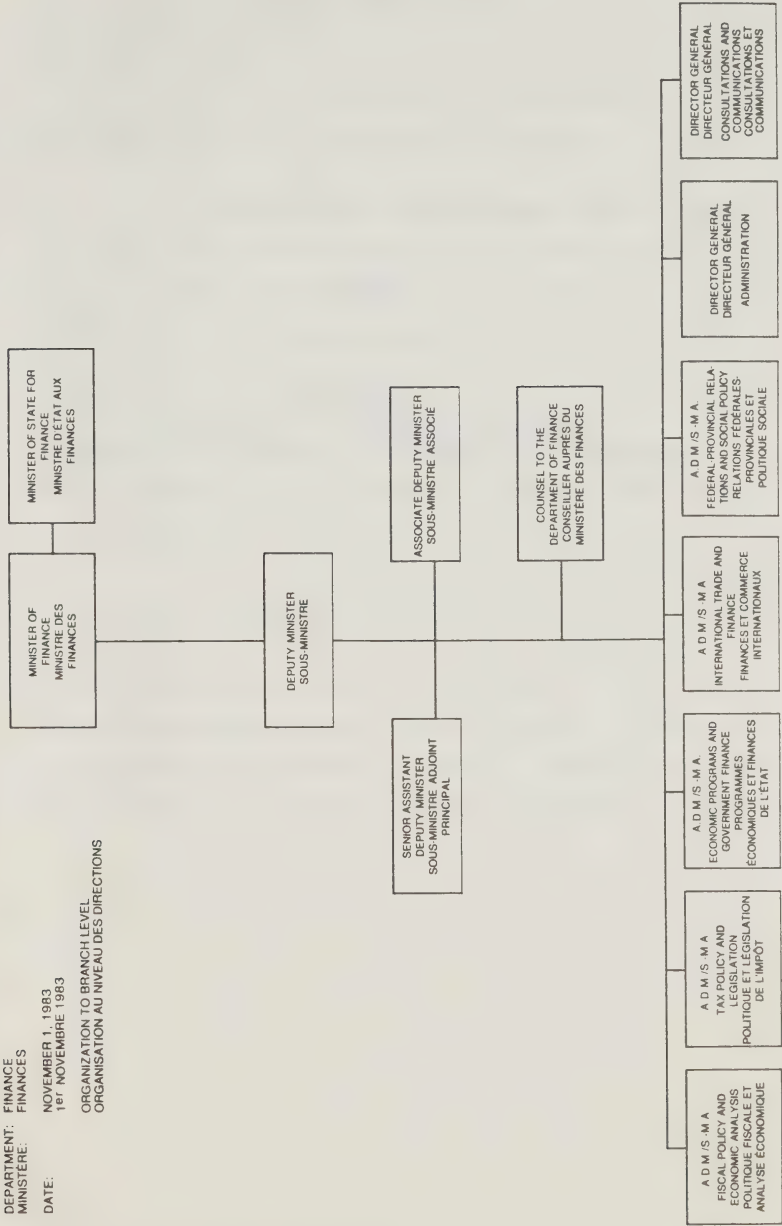 DEPARTMENT: FINANCE
MINISTÈRE: FINANCES
DATE: NOVEMBER 1, 1983
1er NOVEMBRE 1983
ORGANIZATION TO BRANCH LEVEL
ORGANISATION AU NIVEAU DES DIRECTIONS
MINISTER OF
FINANCE
MINISTRE DES
FINANCES
MINISTER OF STATE FOR
FINANCE
MINISTRE D'ÉTAT AUX
FINANCES
DEPUTY MINISTER
SOUS-MINISTRE
SENIOR ASSISTANT
DEPUTY MINISTER
SOUS-MINISTRE ADJOINT
PRINCIPAL
ASSOCIATE DEPUTY MINISTER
SOUS-MINISTRE ASSOCIÉ
COUNSEL TO THE
DEPARTMENT OF FINANCE
CONSEILLER AUPRÈS DU
MINISTÈRE DES FINANCES
A D M /S -M A
FISCAL POLICY AND
ECONOMIC ANALYSIS
POLITIQUE FISCALE ET
ANALYSE ÉCONOMIQUE
A D M /S -M A
TAX POLICY AND
LEGISLATION
POLITIQUE ET LÉGISLATION
DE L'IMPÔT
A D M /S -M A.
ECONOMIC PROGRAMS AND
GOVERNMENT FINANCE
PROGRAMMES
ÉCONOMIQUES ET FINANCES
DE L'ÉTAT
A D M /S -M A
INTERNATIONAL TRADE AND
FINANCE
FINANCES ET COMMERCE
INTERNATIONAUX
A D M /S -M A.
FEDERAL-PROVINCIAL RELA-
TIONS AND SOCIAL POLICY
RELATIONS FÉDÉRALES-
PROVINCIALES ET
POLITIQUE SOCIALE
DIRECTOR GENERAL
DIRECTEUR GÉNÉRAL
ADMINISTRATION
DIRECTOR GENERAL
DIRECTEUR GÉNÉRAL
CONSULTATIONS AND
COMMUNICATIONS
CONSULTATIONS ET
COMMUNICATIONS